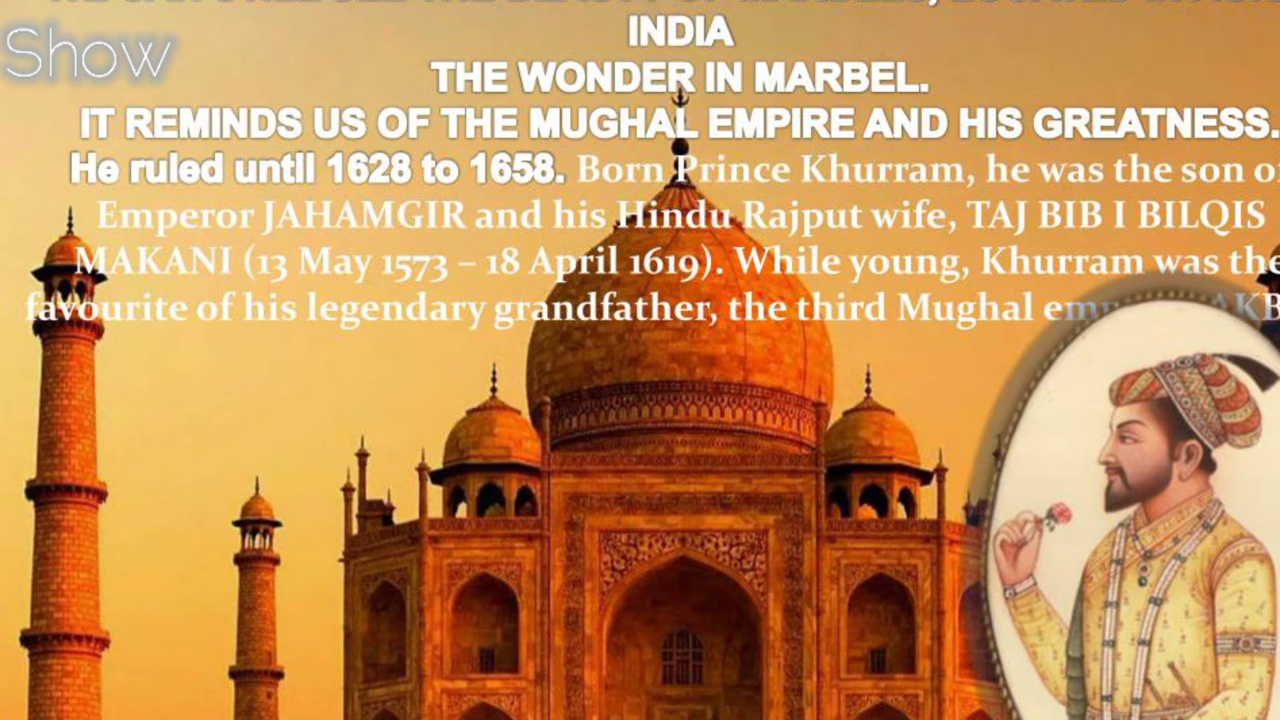 INDIA
Show
THE WONDER IN MARBEL.
IT REMINDS US OF THE MUGHAL EMPIRE AND HIS GREATNESS.
He ruled until 1628 to 1658. Born Prince Khurram, he was the son of
Emperor JAHAMGIR and his Hindu Rajput wife, TAJ BIB I BILQIS
MAKANI (13 May 1573 – 18 April 1619). While young, Khurram was the
favourite of his legendary grandfather, the third Mughal